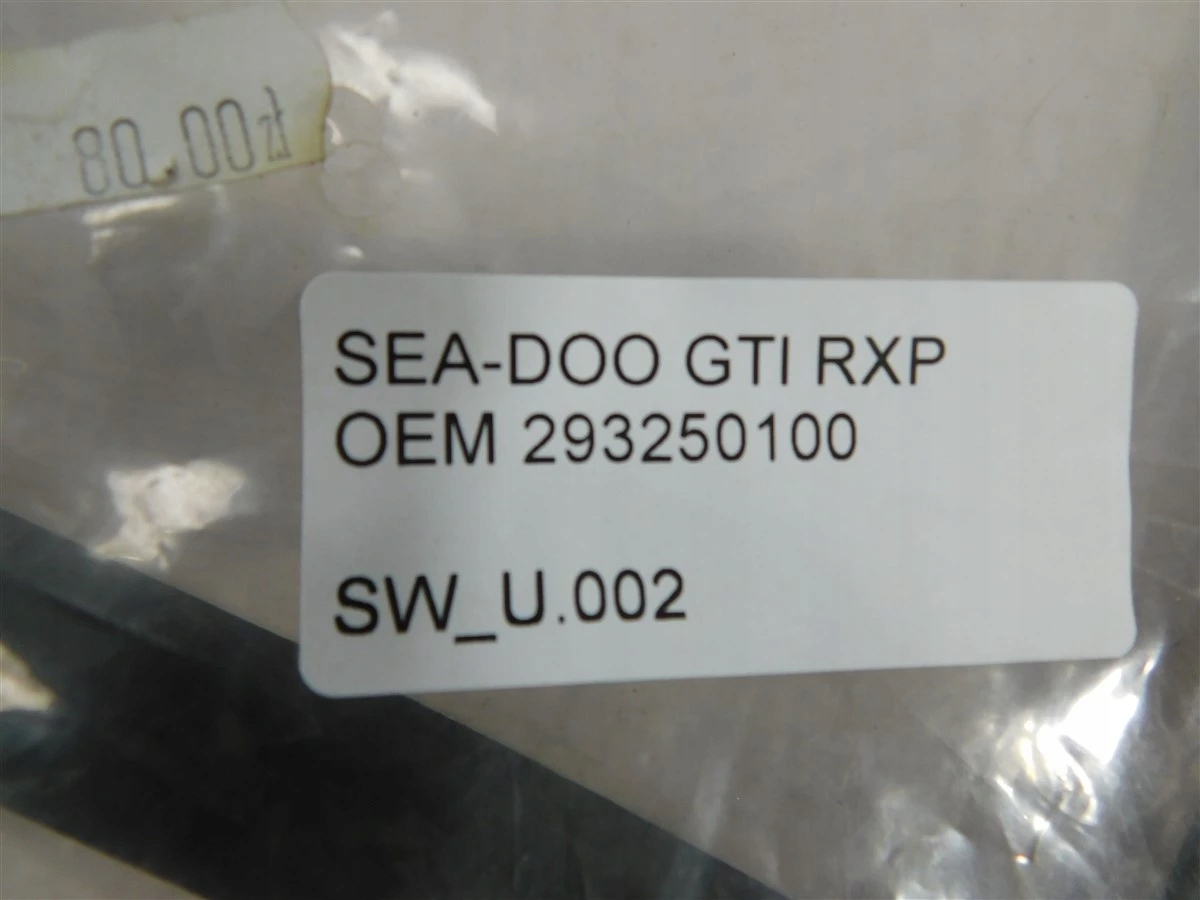 80.00zł
SEA-DOO GTI RXP
OEM 293250100
SW_U.002